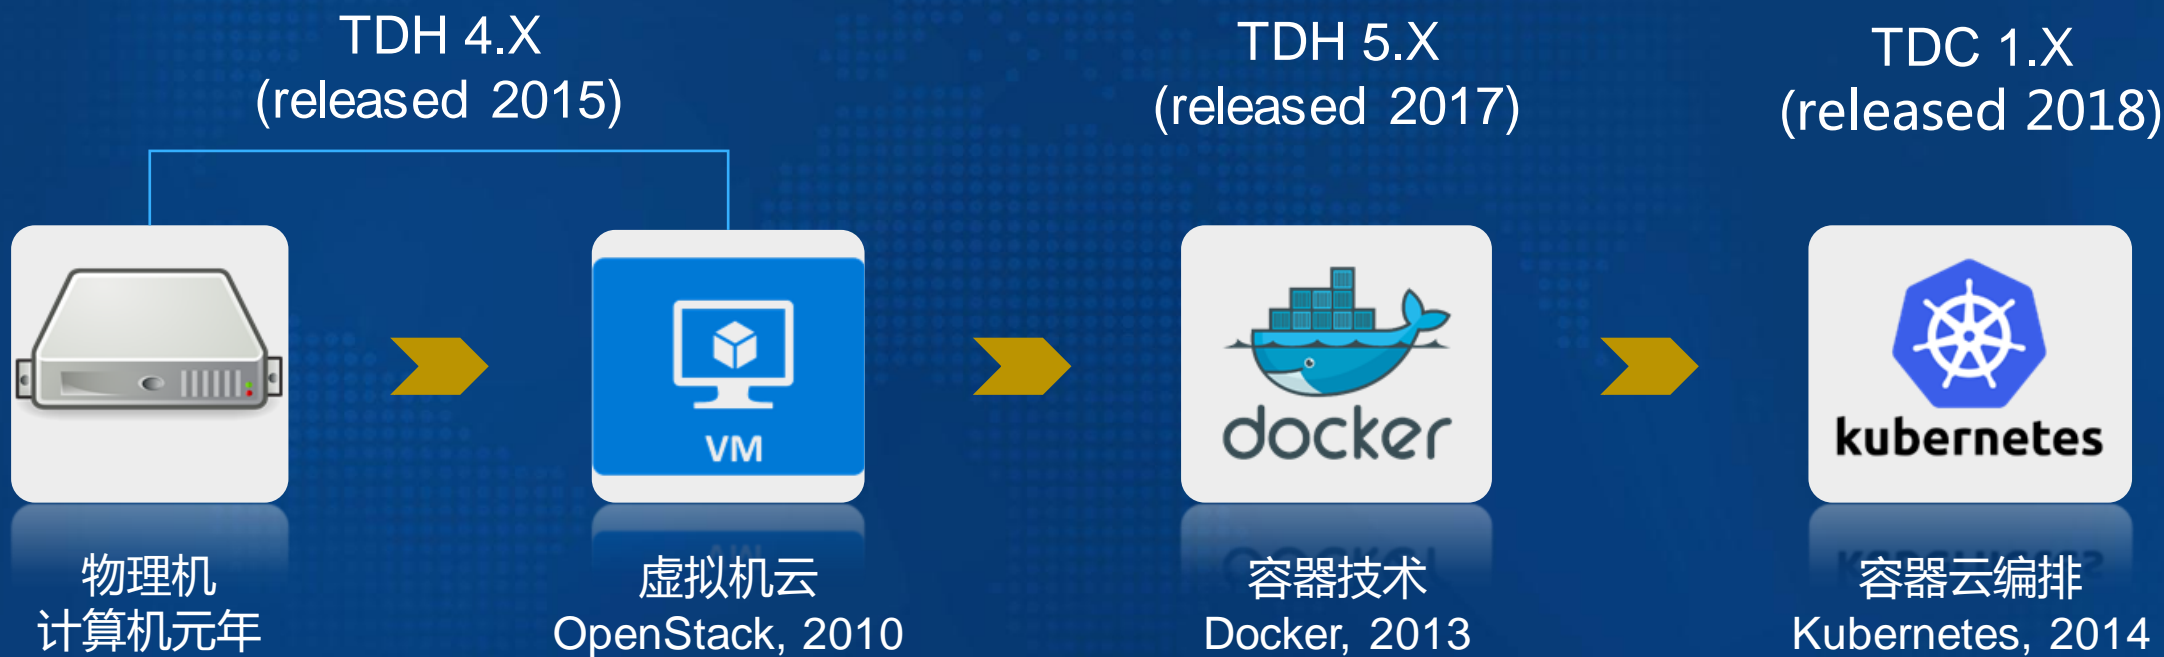 TDH 4.X
(released 2015)
TDH 5.X
(released 2017)
TDC 1.X
(released 2018)
VM
docker
kubernetes
物理机
计算机元年
虚拟机云
OpenStack, 2010
容器技术
Docker, 2013
容器云编排
Kubernetes, 2014